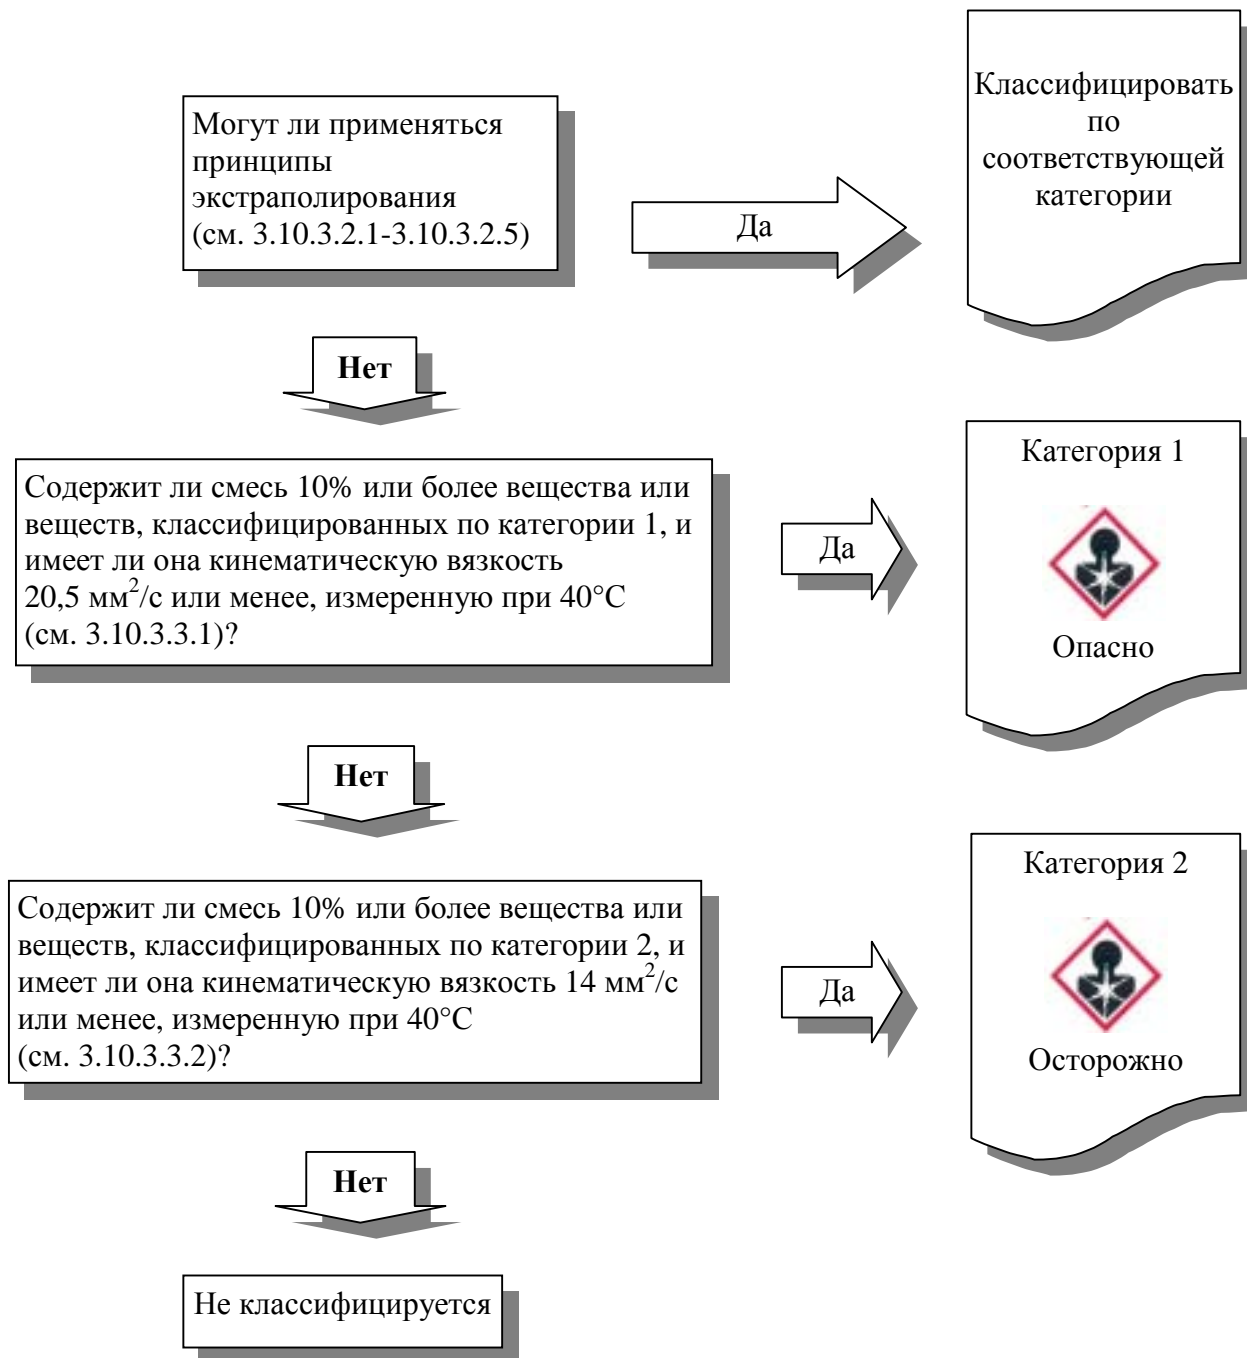 Могут ли применяться
принципы
экстраполирования
(см. 3.10.3.2.1-3.10.3.2.5)
Да
Классифицировать
по
соответствующей
категории
Нет
Содержит ли смесь 10% или более вещества или
веществ, классифицированных по категории 1, и
имеет ли она кинематическую вязкость
20,5 мм²/с или менее, измеренную при 40°C
(см. 3.10.3.3.1)?
Да
Категория 1
Опасно
Нет
Содержит ли смесь 10% или более вещества или
веществ, классифицированных по категории 2, и
имеет ли она кинематическую вязкость 14 мм²/с
или менее, измеренную при 40°C
(см. 3.10.3.3.2)?
Да
Категория 2
Осторожно
Нет
Не классифицируется